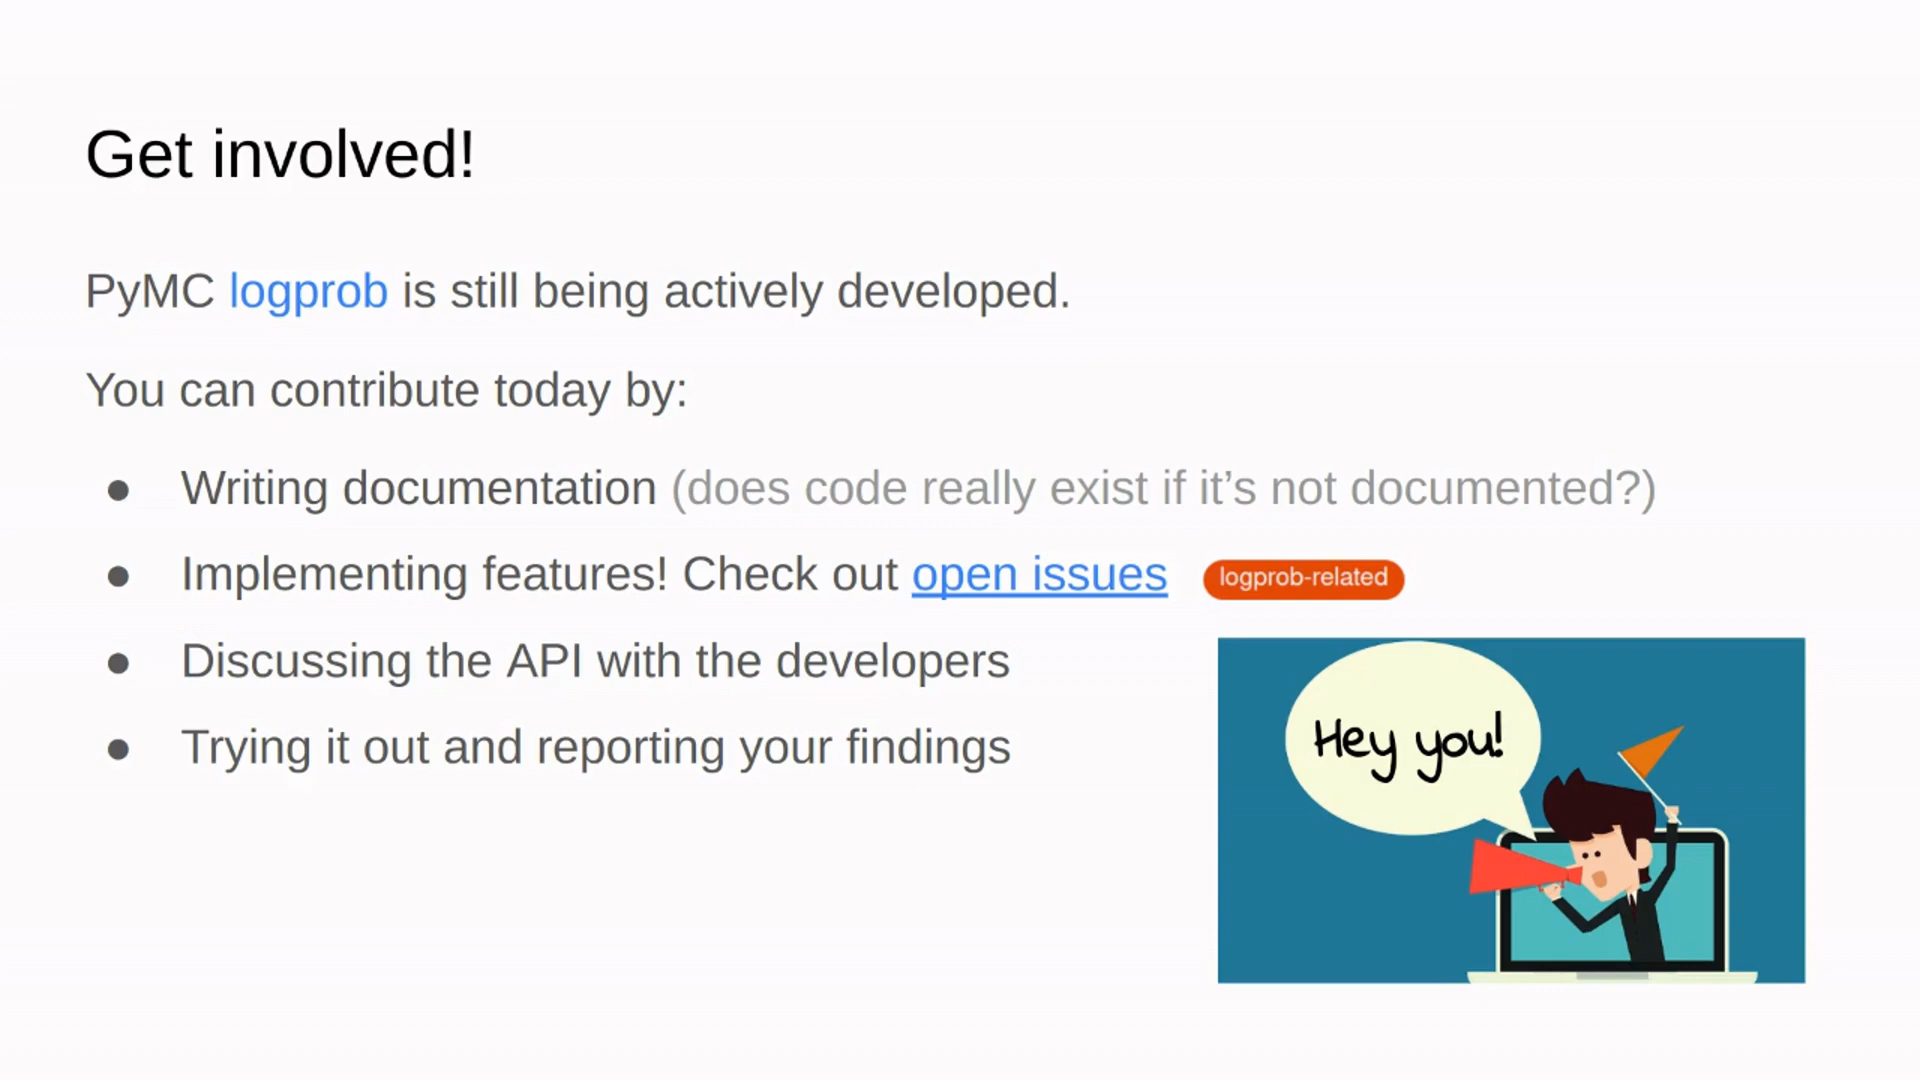 Get involved!
PyMC logprob is still being actively developed.
You can contribute today by:
● Writing documentation (does code really exist if it’s not documented?)
● Implementing features! Check out open issues logprob-related
● Discussing the API with the developers
● Trying it out and reporting your findings
Hey you!